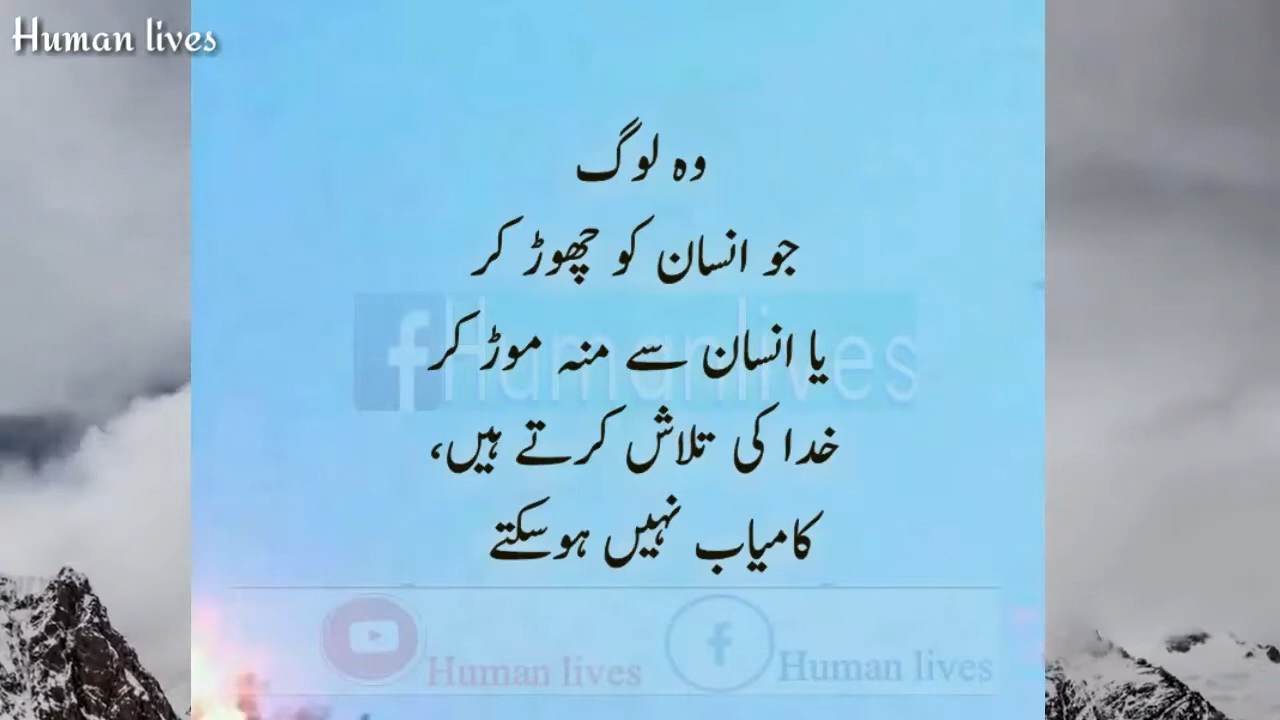 Human lives
وہ لوگ
جو انسان کو چھوڑ کر
یا انسان سے منہ موڑ کر
Humanlives
خدا کی تلاش کرتے ہیں،
کامیاب نہیں ہوسکتے
Human lives
Human lives